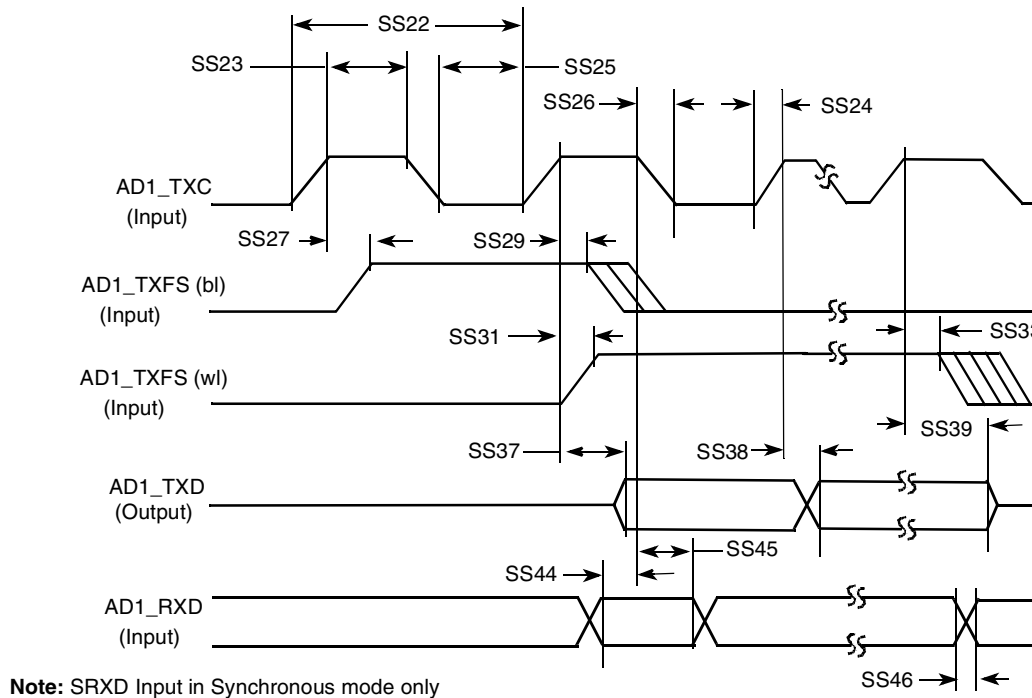 SS22
SS23
SS25
SS26
SS24
AD1_TXC
(Input)
SS27
SS29
AD1_TXFS (bl)
(Input)
SS31
SS33
AD1_TXFS (wl)
(Input)
SS39
SS37
SS38
AD1_TXD
(Output)
SS45
SS44
AD1_RXD
(Input)
SS46
Note: SRXD Input in Synchronous mode only